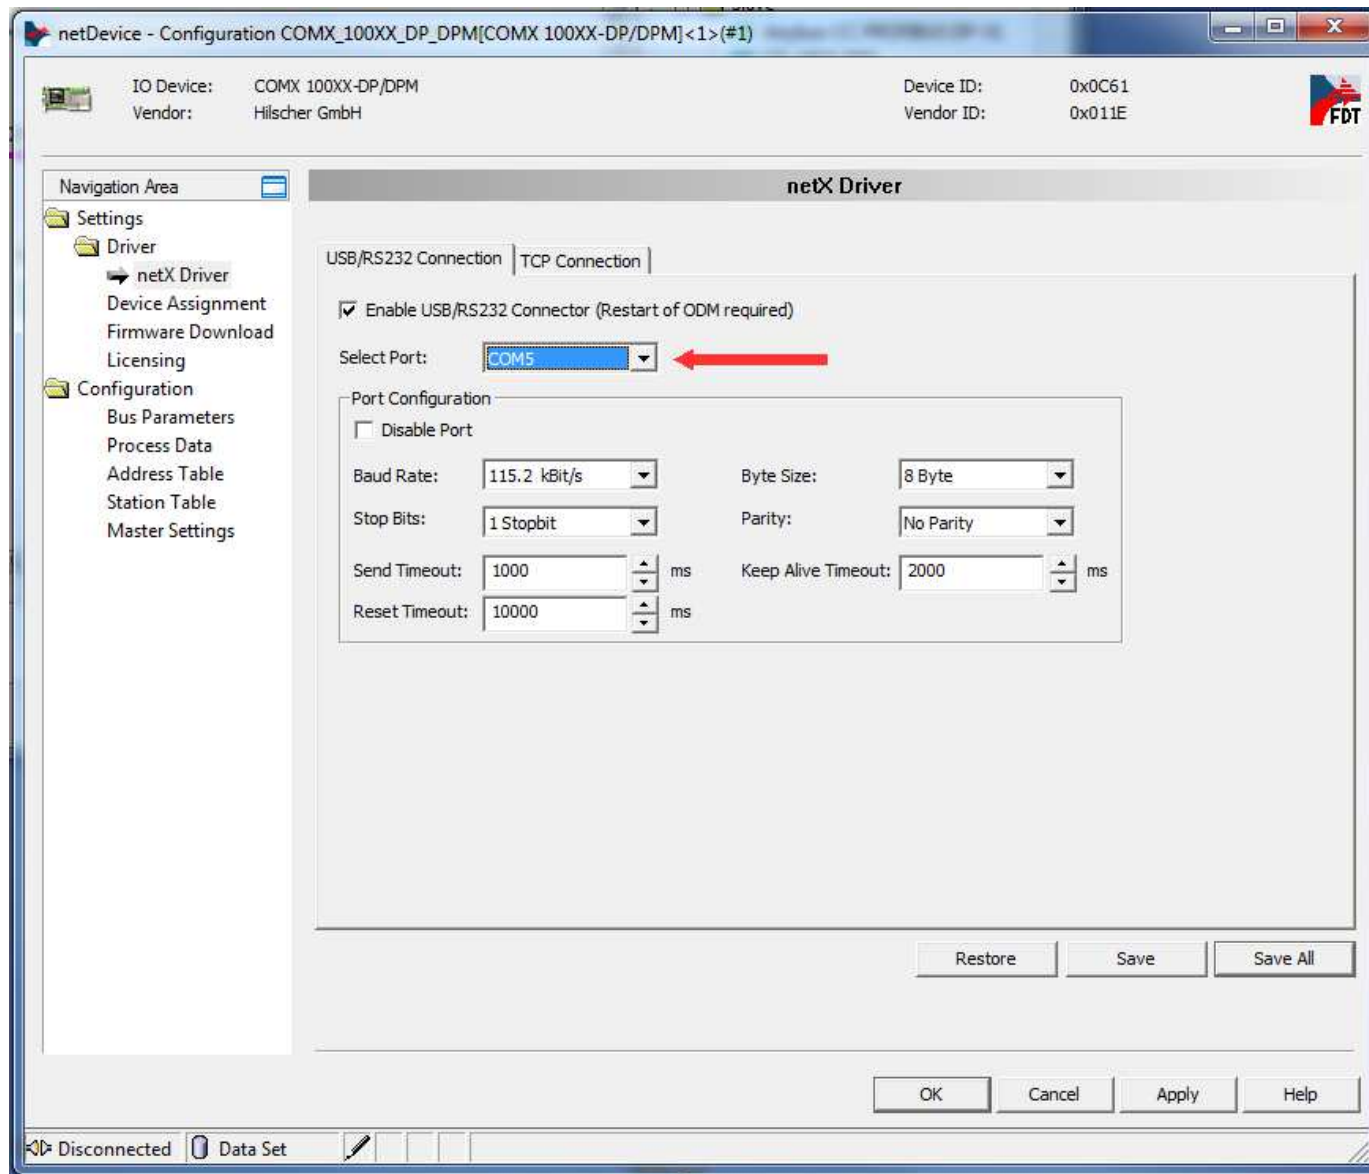 netDevice - Configuration COMX_100XX_DP_DPM[COMX 100XX-DP/DPM]<1>(#1)
IO Device: COMX 100XX-DP/DPM Device ID: 0x0C61
Vendor: Hilscher GmbH Vendor ID: 0x011E
FDT
Navigation Area
netX Driver
Settings
Driver
netX Driver
Device Assignment
Firmware Download
Licensing
Configuration
Bus Parameters
Process Data
Address Table
Station Table
Master Settings
USB/RS232 Connection TCP Connection
Enable USB/RS232 Connector (Restart of ODM required)
Select Port: COM5
Port Configuration
Disable Port
Baud Rate: 115.2 kBit/s Byte Size: 8 Byte
Stop Bits: 1 Stopbit Parity: No Parity
Send Timeout: 1000 ms Keep Alive Timeout: 2000 ms
Reset Timeout: 10000 ms
Restore Save Save All
OK Cancel Apply Help
Disconnected Data Set